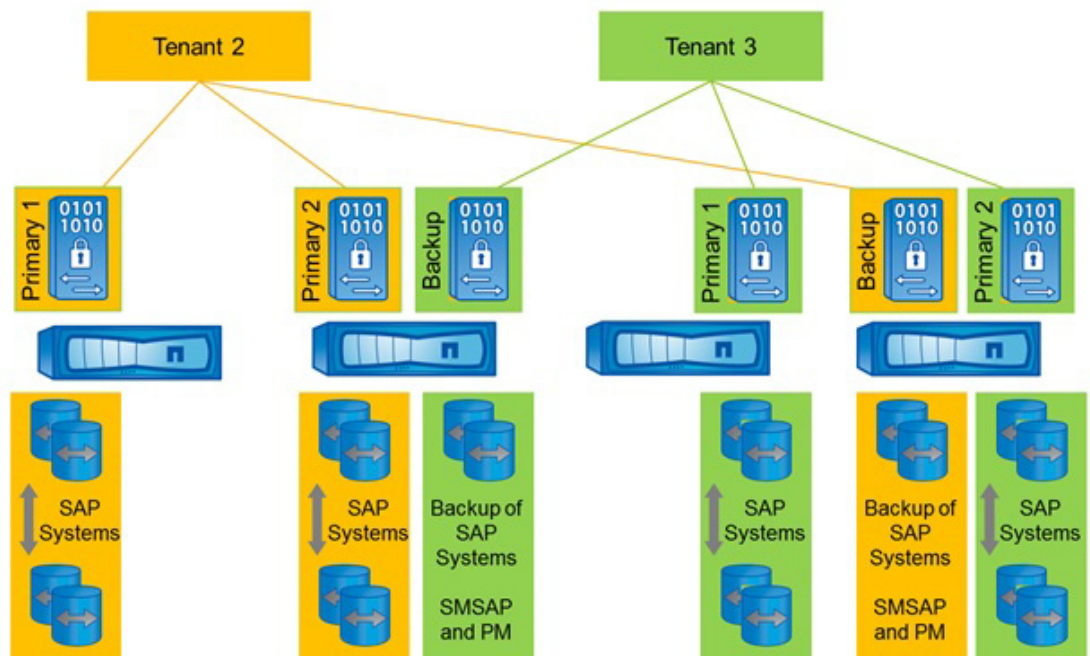 Tenant 2
Tenant 3
Primary 1
0101
1010
Primary 2
0101
1010
Backup
0101
1010
Primary 1
0101
1010
Backup
0101
1010
Primary 2
0101
1010
SAP
Systems
SAP
Systems
Backup of
SAP
Systems
SMSAP
and PM
SAP
Systems
Backup of
SAP
Systems
SMSAP
and PM
SAP
Systems